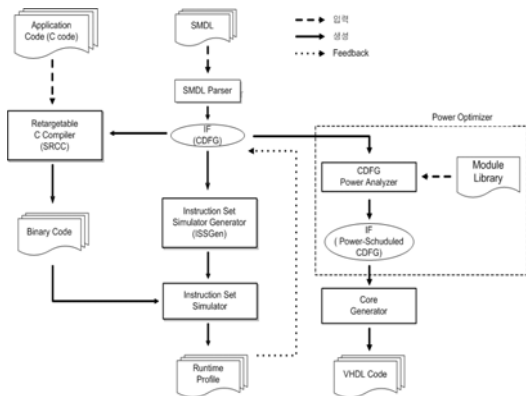 Application
Code (C code)
SMDL
입력
생성
Feedback
SMDL Parser
Power Optimizer
Retargetable
C Compiler
(SRCC)
IF
(CDFG)
CDFG
Power Analyzer
Module
Library
Binary Code
Instruction Set
Simulator Generator
(ISSGen)
IF
( Power-Schuduled
CDFG)
Instruction Set
Simulator
Core
Generator
Runtime
Profile
VHDL Code